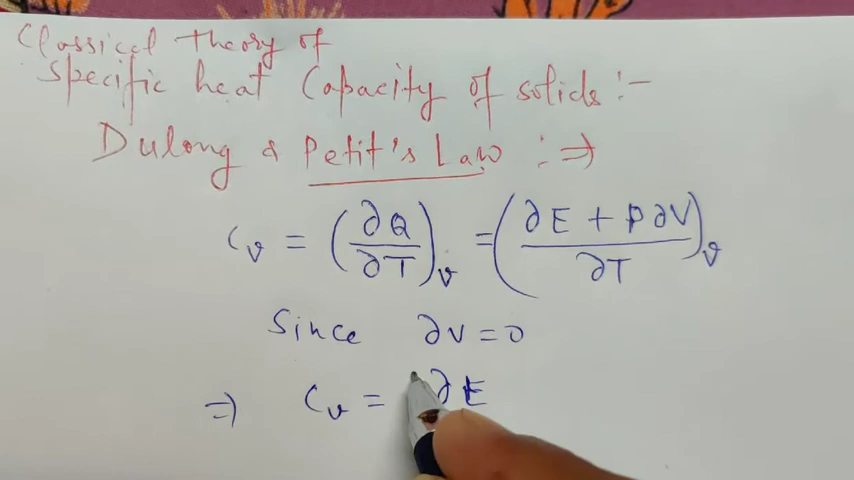 Classical theory of
specific heat Capacity of solids :-
Dulong & Petit's Law :⇒
Cv = (∂Q/∂T)v = (∂E + P∂V/∂T)v
Since ∂V = 0
⇒ Cv = ∂E